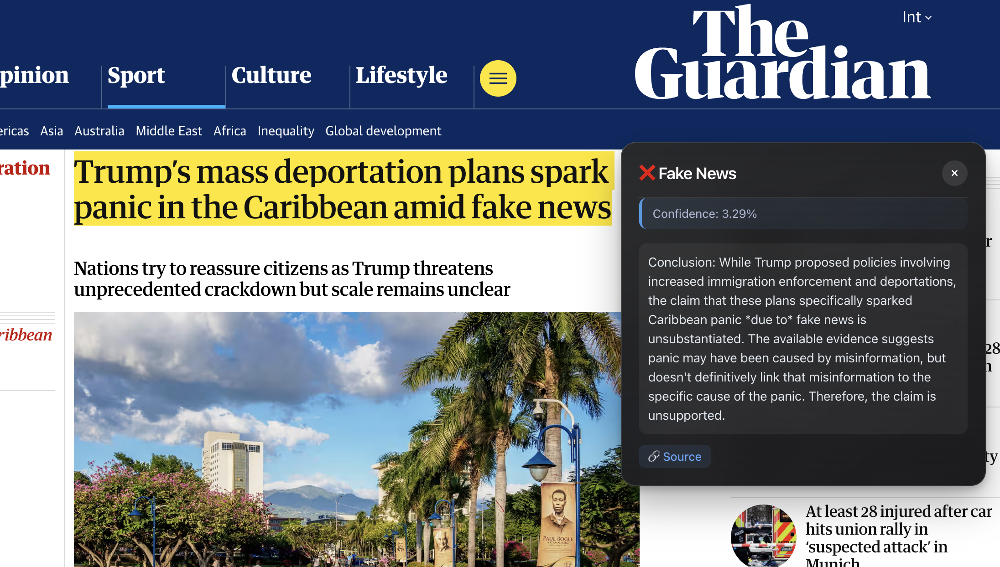 The
Guardian
Int
pinion
Sport
Culture
Lifestyle
ericas Asia Australia Middle East Africa Inequality Global development
ration
ribbean
Trump's mass deportation plans spark
panic in the Caribbean amid fake news
Nations try to reassure citizens as Trump threatens
unprecedented crackdown but scale remains unclear
PAUL BOGLE
NATIONAL HERO
❌ Fake News
×
Confidence: 3.29%
Conclusion: While Trump proposed policies involving
increased immigration enforcement and deportations,
the claim that these plans specifically sparked
Caribbean panic *due to* fake news is
unsubstantiated. The available evidence suggests
panic may have been caused by misinformation, but
doesn't definitively link that misinformation to the
specific cause of the panic. Therefore, the claim is
unsupported.
🔗 Source
r
28
n
ty
At least 28 injured after car
hits union rally in
‘suspected attack’ in
Munich